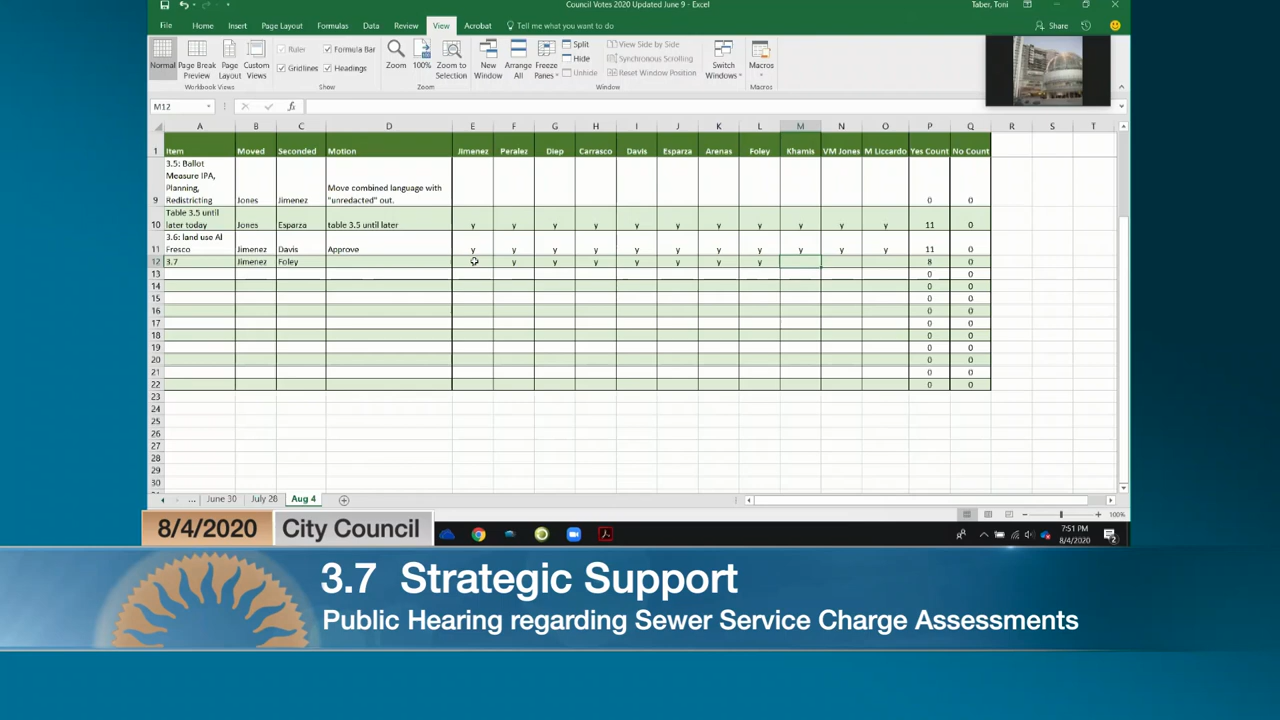 Council Votes 2020 Updated June 9 - Excel
Taber, Toni
File Home Insert Page Layout Formulas Data Review View Acrobat Tell me what you want to do Share
Normal Page Break Preview Page Layout Custom Views
Workbook Views
Ruler Formula Bar
Gridlines Headings
Show
Zoom 100% Zoom to Selection
Zoom
New Window Arrange All Freeze Panes
Split
Hide
Unhide
View Side by Side
Synchronous Scrolling
Reset Window Position
Window
Switch Windows
Macros
Macros
M12 fx
A B C D E F G H I J K L M N O P Q R S T
1 Item Moved Seconded Motion Jimenez Peralez Diep Carrasco Davis Esparza Arenas Foley Khamis VM Jones M Liccardo Yes Count No Count
3.5: Ballot
Measure IPA,
Planning,
Redistricting
9 Jones Jimenez Move combined language with
"unredacted" out. 0 0
Table 3.5 until
later today
10 Jones Esparza table 3.5 until later y y y y y y y y y y y 11 0
3.6: land use Al
Fresco
11 Jimenez Davis Approve y y y y y y y y y y y 11 0
12 3.7 Jimenez Foley y y y y y y y 8 0
13 0 0
14 0 0
15 0 0
16 0 0
17 0 0
18 0 0
19 0 0
20 0 0
21 0 0
22 0 0
23
24
25
26
27
28
29
30
... June 30 July 28 Aug 4
100%
7:51 PM
8/4/2020
2
8/4/2020 City Council
3.7 Strategic Support
Public Hearing regarding Sewer Service Charge Assessments